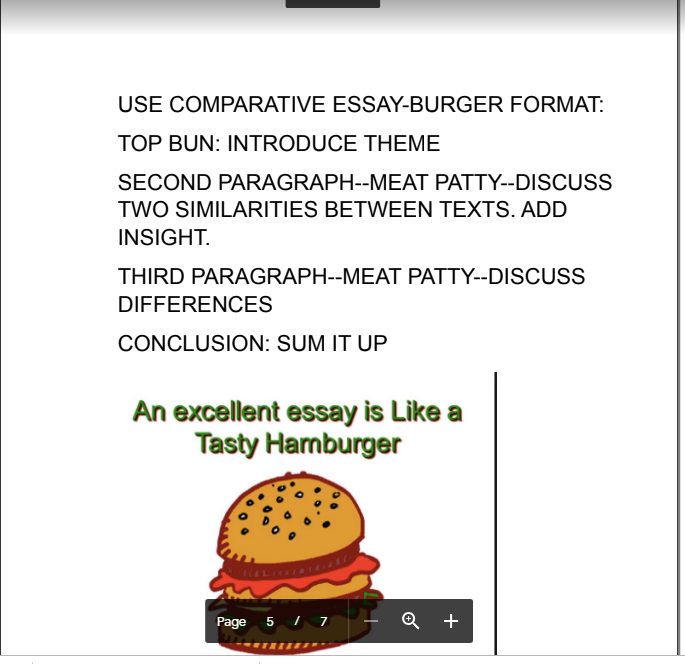 USE COMPARATIVE ESSAY-BURGER FORMAT:
TOP BUN: INTRODUCE THEME
SECOND PARAGRAPH--MEAT PATTY--DISCUSS
TWO SIMILARITIES BETWEEN TEXTS. ADD
INSIGHT.
THIRD PARAGRAPH--MEAT PATTY--DISCUSS
DIFFERENCES
CONCLUSION: SUM IT UP
An excellent essay is Like a
Tasty Hamburger
Page 5 / 7